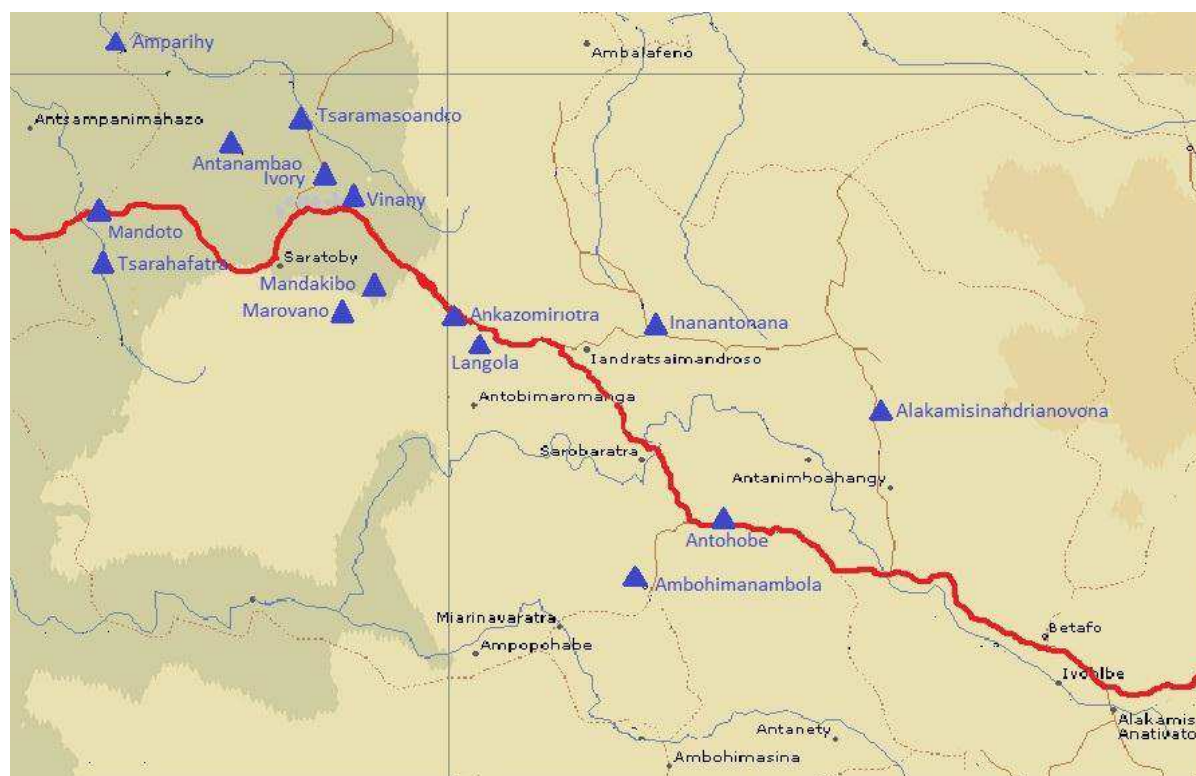 Amparihy
Ambalafeno
Tsaramasoandro
Antsampanimahazo
Antanambao
Ivory
Vinany
Mandoto
Saratoby
Tsarahafatra
Mandakibo
Marovano
Ankazomiriotra
Inanantonana
Langola
Iandratsaimandroso
Antobimaromanga
Alakamisinandrianovona
Sarobaratra
Antanimhoahangy
Antohobe
Ambohimanambola
Miarinavaratra
Betafo
Ampopohabe
Ivohibe
Alakamis
Anativato
Antanety
Ambohimasina